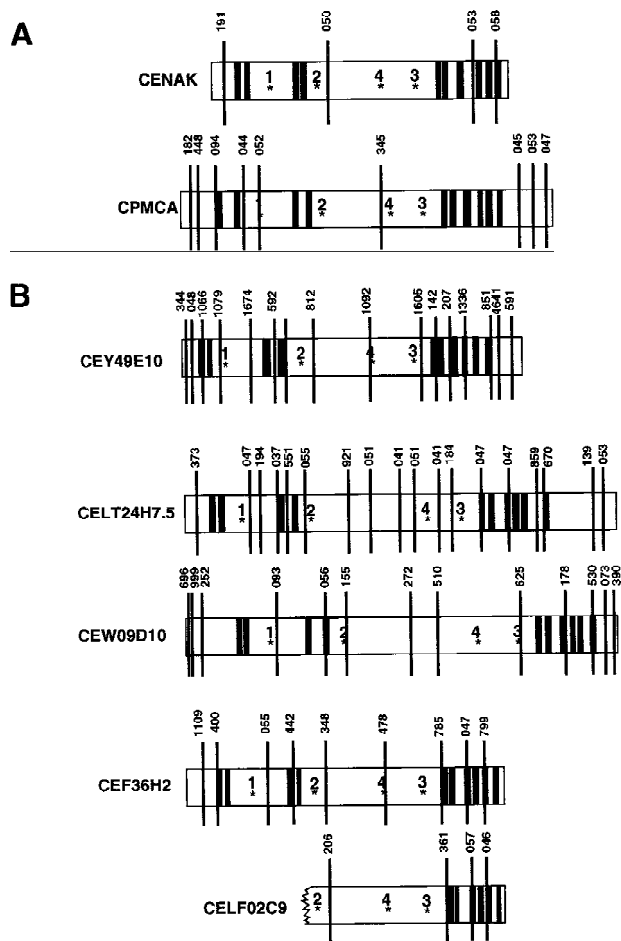 A
191 050 053 058
CENAK 1 2 4 3
* * * *
182 448 094 044 052 345 045 053 047
CPMCA 2 4 3
* * *
B
344 048 1066 1079 1674 592 812 1092 1605 142 207 1336 851 4641 591
CEY49E10 1 2 4 3
* * * *
373 047 194 037 551 055 921 051 041 051 041 184 047 047 859 670 139 053
CELT24H7.5 1 2 4 3
* * * *
696 999 252 093 056 155 272 510 625 178 530 073 390
CEW09D10 1 2 4 3
* * * *
1109 400 055 442 348 478 785 047 799
CEF36H2 1 2 4 3
* * * *
206 361 057 046
CELF02C9 2 4 3
* * *